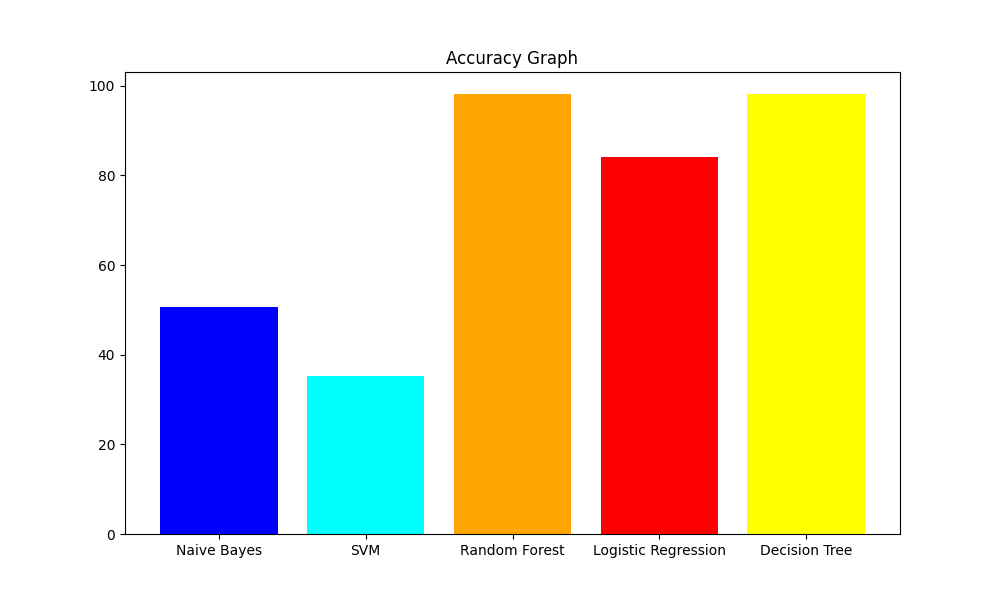 Accuracy Graph
100
80
60
40
20
0
Naive Bayes
SVM
Random Forest
Logistic Regression
Decision Tree